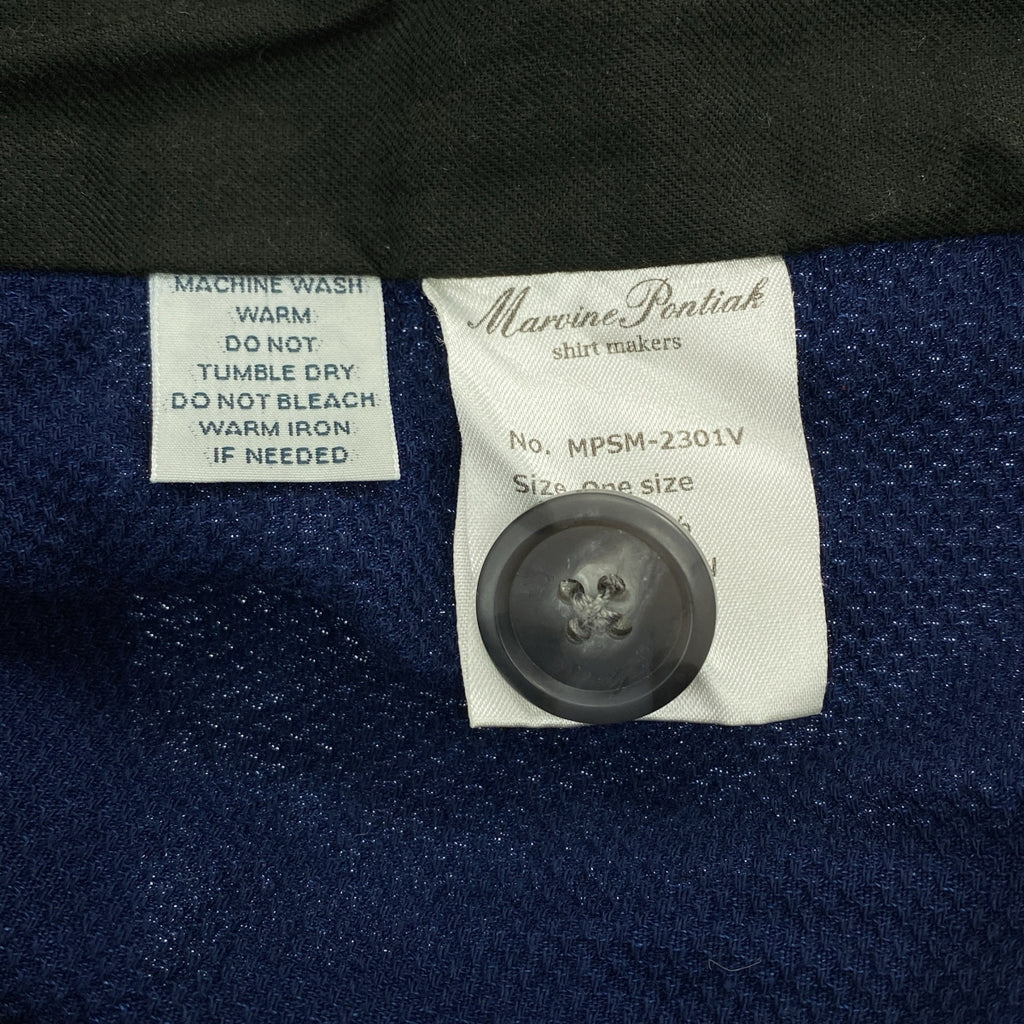 MACHINE WASH
WARM
DO NOT
TUMBLE DRY
DO NOT BLEACH
WARM IRON
IF NEEDED
Marvine Pontiak
shirt makers
No. MPSM-2301V
Size one size